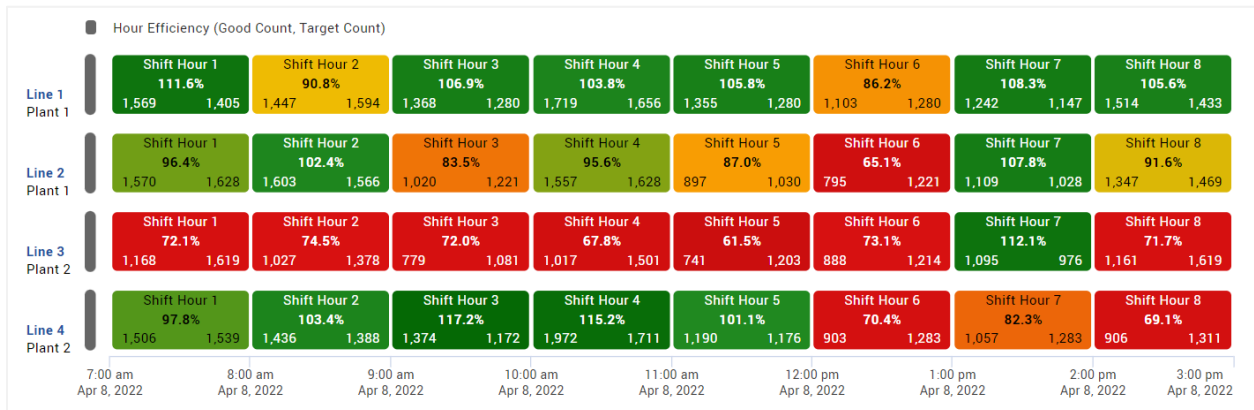 Hour Efficiency (Good Count, Target Count)
Shift Hour 1 Shift Hour 2 Shift Hour 3 Shift Hour 4 Shift Hour 5 Shift Hour 6 Shift Hour 7 Shift Hour 8
111.6% 90.8% 106.9% 103.8% 105.8% 86.2% 108.3% 105.6%
Line 1
1,569 1,405 1,447 1,594 1,368 1,280 1,719 1,656 1,355 1,280 1,103 1,280 1,242 1,147 1,514 1,433
Plant 1
Shift Hour 1 Shift Hour 2 Shift Hour 3 Shift Hour 4 Shift Hour 5 Shift Hour 6 Shift Hour 7 Shift Hour 8
96.4% 102.4% 83.5% 95.6% 87.0% 65.1% 107.8% 91.6%
Line 2
1,570 1,628 1,603 1,566 1,020 1,221 1,557 1,628 897 1,030 795 1,221 1,109 1,028 1,347 1,469
Plant 1
Shift Hour 1 Shift Hour 2 Shift Hour 3 Shift Hour 4 Shift Hour 5 Shift Hour 6 Shift Hour 7 Shift Hour 8
72.1% 74.5% 72.0% 67.8% 61.5% 73.1% 112.1% 71.7%
Line 3
1,168 1,619 1,027 1,378 779 1,081 1,017 1,501 741 1,203 888 1,214 1,095 976 1,161 1,619
Plant 2
Shift Hour 1 Shift Hour 2 Shift Hour 3 Shift Hour 4 Shift Hour 5 Shift Hour 6 Shift Hour 7 Shift Hour 8
97.8% 103.4% 117.2% 115.2% 101.1% 70.4% 82.3% 69.1%
Line 4
1,506 1,539 1,436 1,388 1,374 1,172 1,972 1,711 1,190 1,176 903 1,283 1,057 1,283 906 1,311
Plant 2
7:00 am 8:00 am 9:00 am 10:00 am 11:00 am 12:00 pm 1:00 pm 2:00 pm 3:00 pm
Apr 8, 2022 Apr 8, 2022 Apr 8, 2022 Apr 8, 2022 Apr 8, 2022 Apr 8, 2022 Apr 8, 2022 Apr 8, 2022 Apr 8, 2022